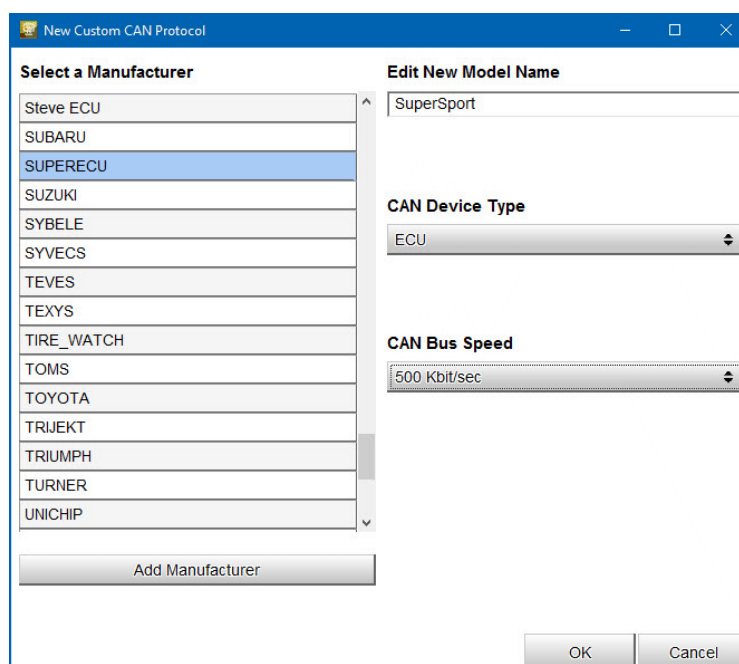 New Custom CAN Protocol
Select a Manufacturer
Steve ECU
SUBARU
SUPERECU
SUZUKI
SYBELE
SYVECS
TEVES
TEXYS
TIRE_WATCH
TOMS
TOYOTA
TRIJEKT
TRIUMPH
TURNER
UNICHIP
Add Manufacturer
Edit New Model Name
SuperSport
CAN Device Type
ECU
CAN Bus Speed
500 Kbit/sec
OK
Cancel